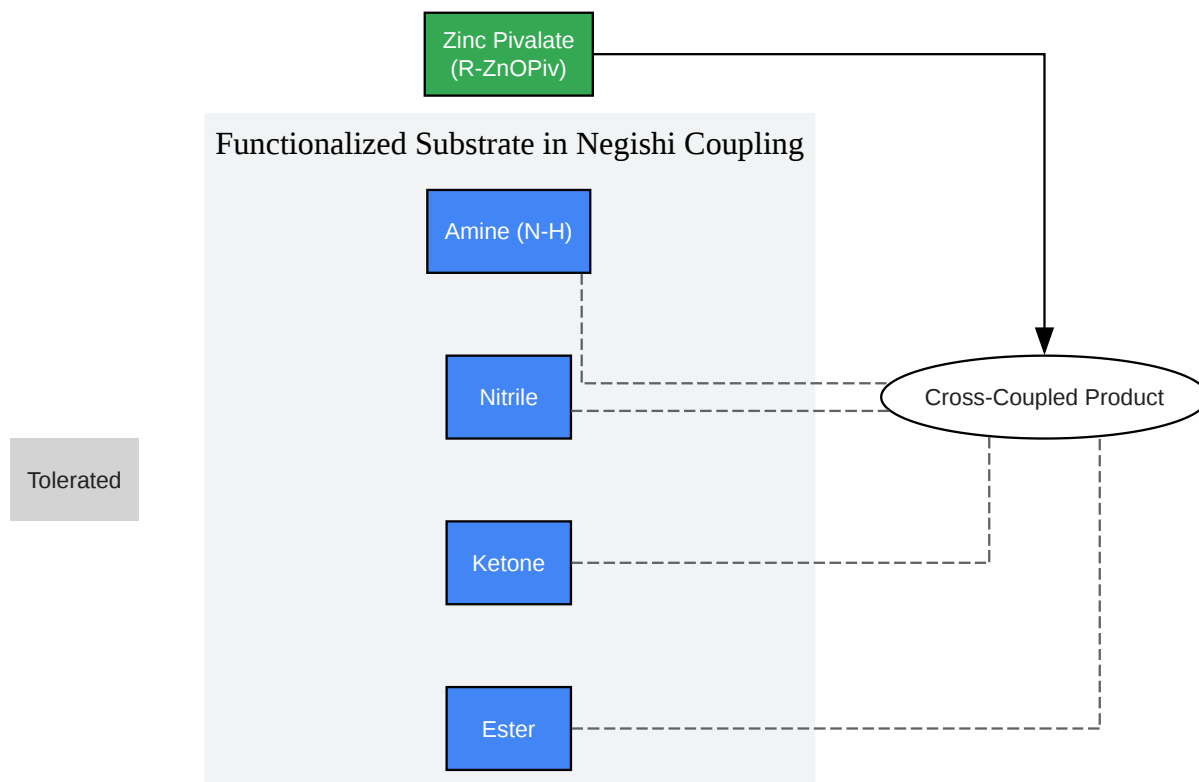 Zinc Pivalate
(R-ZnOPiv)
Functionalized Substrate in Negishi Coupling
Amine (N-H)
Nitrile
Cross-Coupled Product
Tolerated
Ketone
Ester